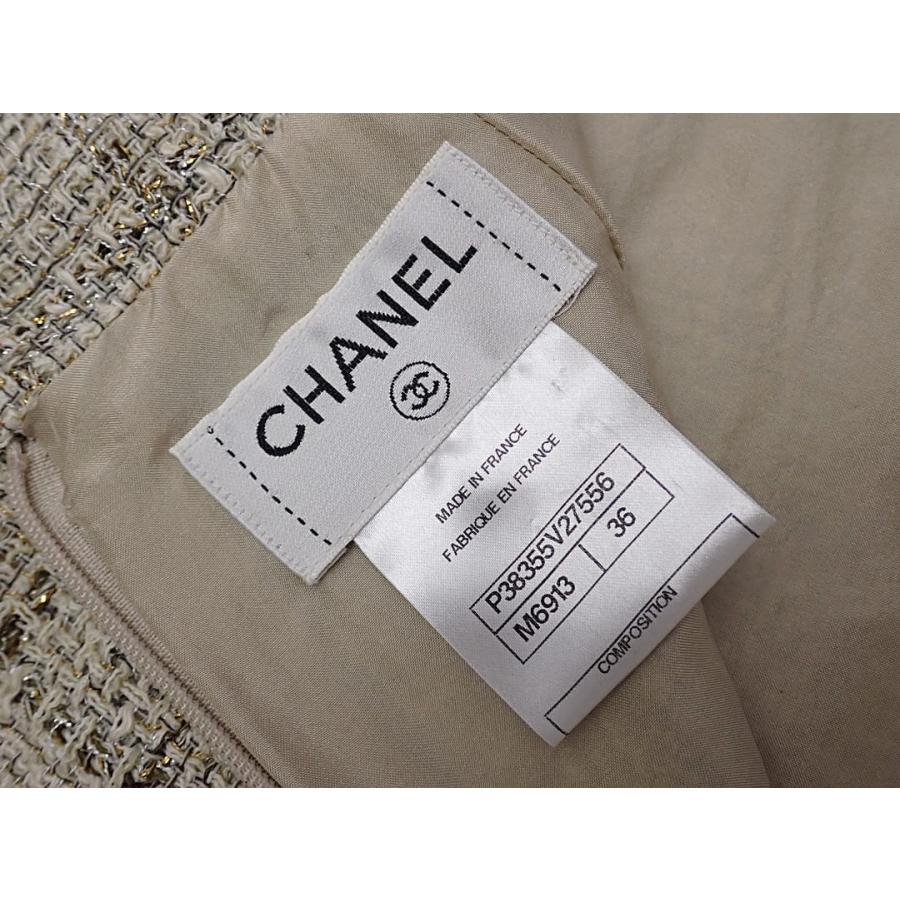 CHANEL
MADE IN FRANCE
FABRIQUE EN FRANCE
P38355V27556
M6913 36
COMPOSITION